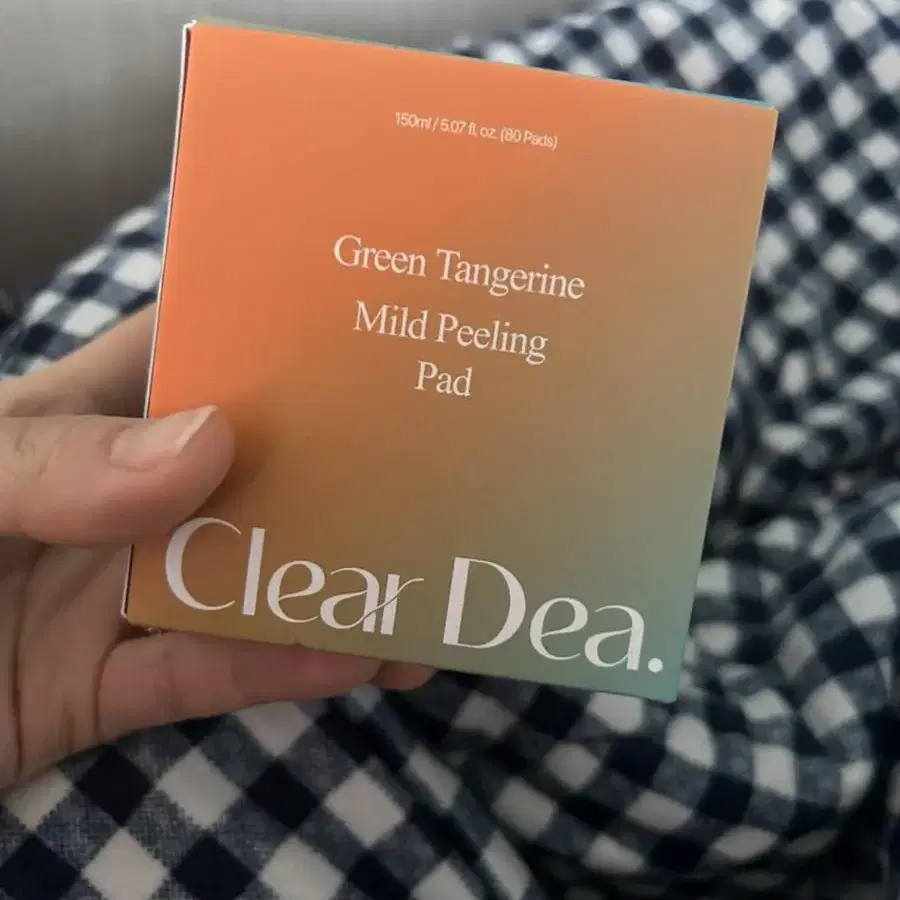 150ml / 5.07 fl. oz. (80 Pads)
Green Tangerine
Mild Peeling
Pad
Clear Dea.